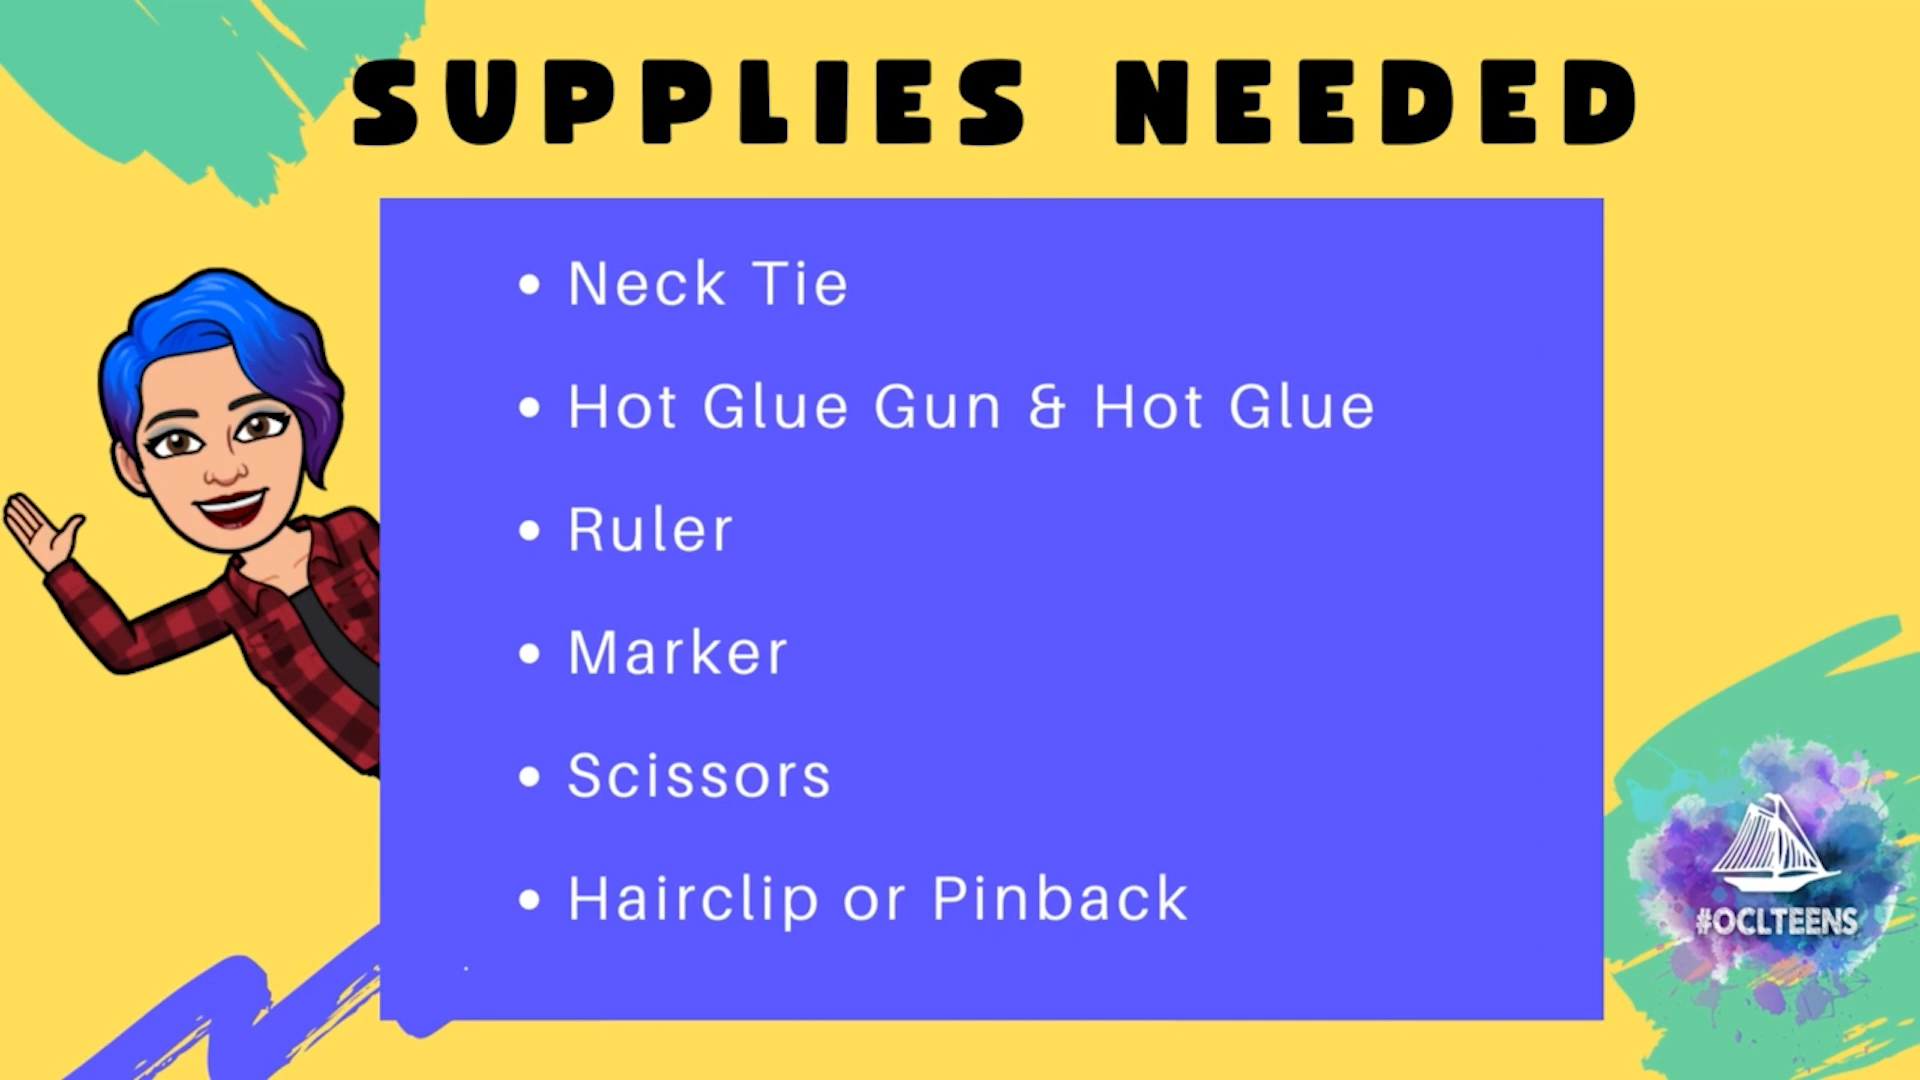 SUPPLIES NEEDED
Neck Tie
Hot Glue Gun & Hot Glue
Ruler
Marker
Scissors
Hairclip or Pinback
#OCLTEENS